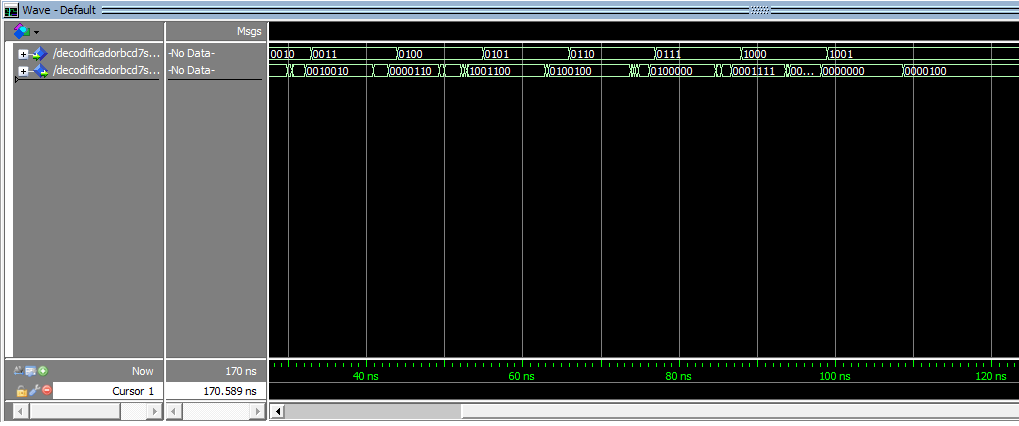 Wave - Default
Msgs
/decodificadorbcd7s... -No Data- 0010 0011 0100 0101 0110 0111 1000 1001
/decodificadorbcd7s... -No Data- 0010010 0000110 1001100 0100100 0100000 0001111 00... 0000000 0000100
Now 170 ns 40 ns 60 ns 80 ns 100 ns 120 ns
Cursor 1 170.589 ns